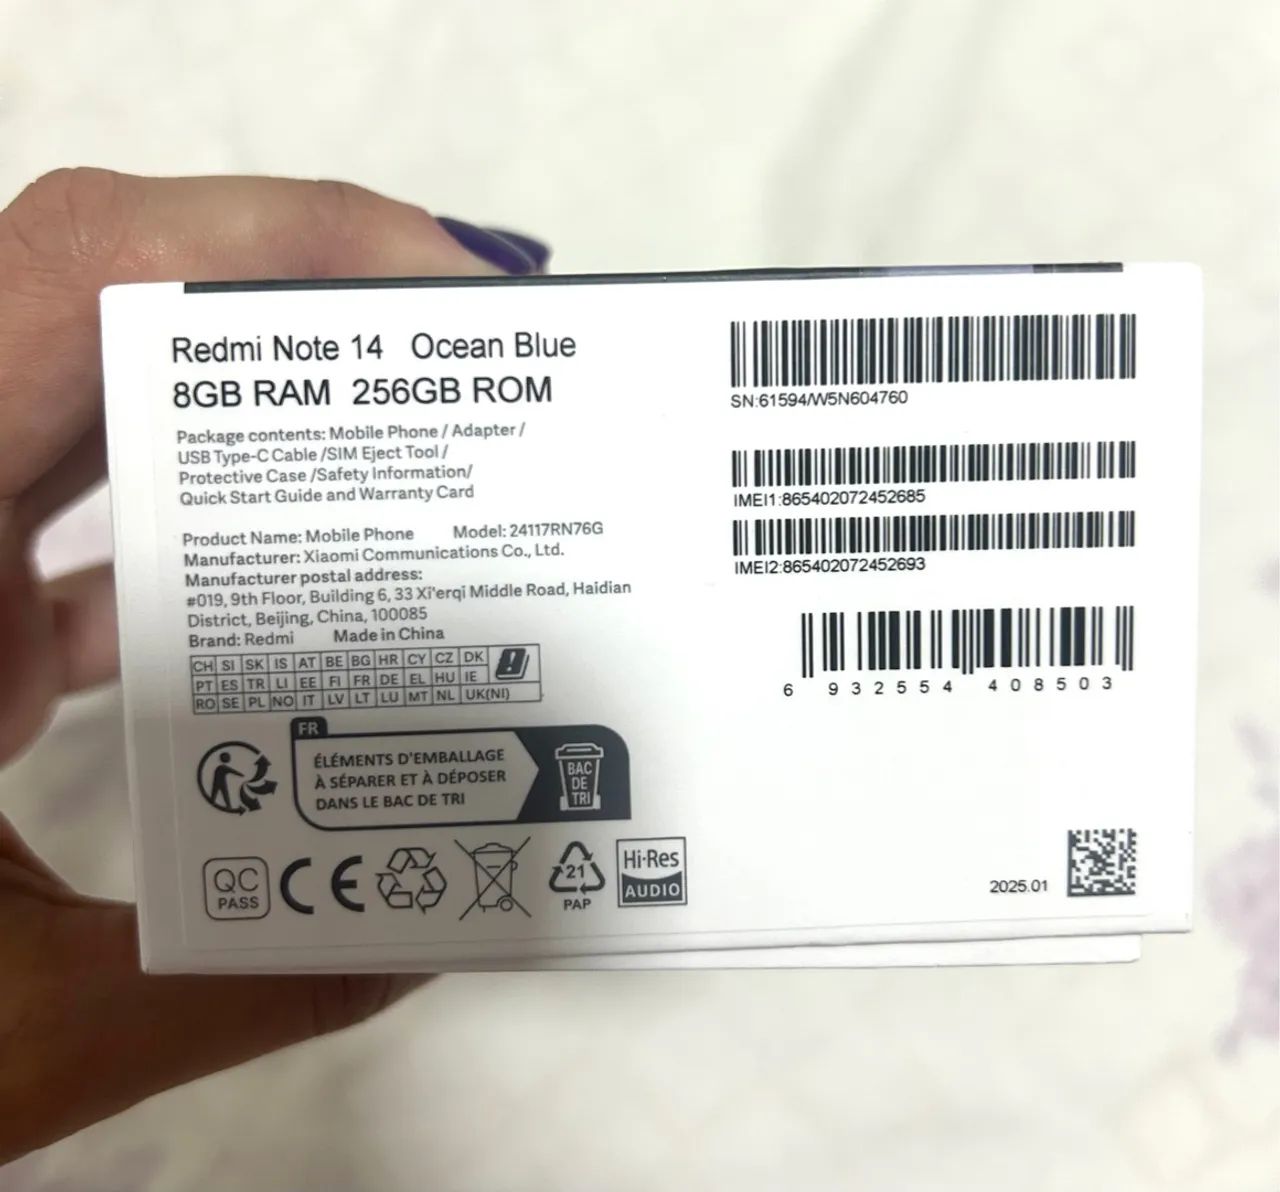 Redmi Note 14 Ocean Blue
8GB RAM 256GB ROM
Package contents: Mobile Phone / Adapter /
USB Type-C Cable /SIM Eject Tool /
Protective Case /Safety Information/
Quick Start Guide and Warranty Card
Product Name: Mobile Phone Model: 24117RN76G
Manufacturer: Xiaomi Communications Co., Ltd.
Manufacturer postal address:
#019, 9th Floor, Building 6, 33 Xi'erqi Middle Road, Haidian
District, Beijing, China, 100085
Brand: Redmi Made in China
CH SI SK IS AT BE BG HR CY CZ DK
PT ES TR LI EE FI FR DE EL HU IE
RO SE PL NO IT LV LT LU MT NL UK(NI)
FR
ÉLÉMENTS D'EMBALLAGE
À SÉPARER ET À DÉPOSER
DANS LE BAC DE TRI
BAC
DE
TRI
QC
PASS
CE
21
PAP
Hi-Res
AUDIO
SN:61594/W5N604760
IMEI1:865402072452685
IMEI2:865402072452693
6 932554 408503
2025.01